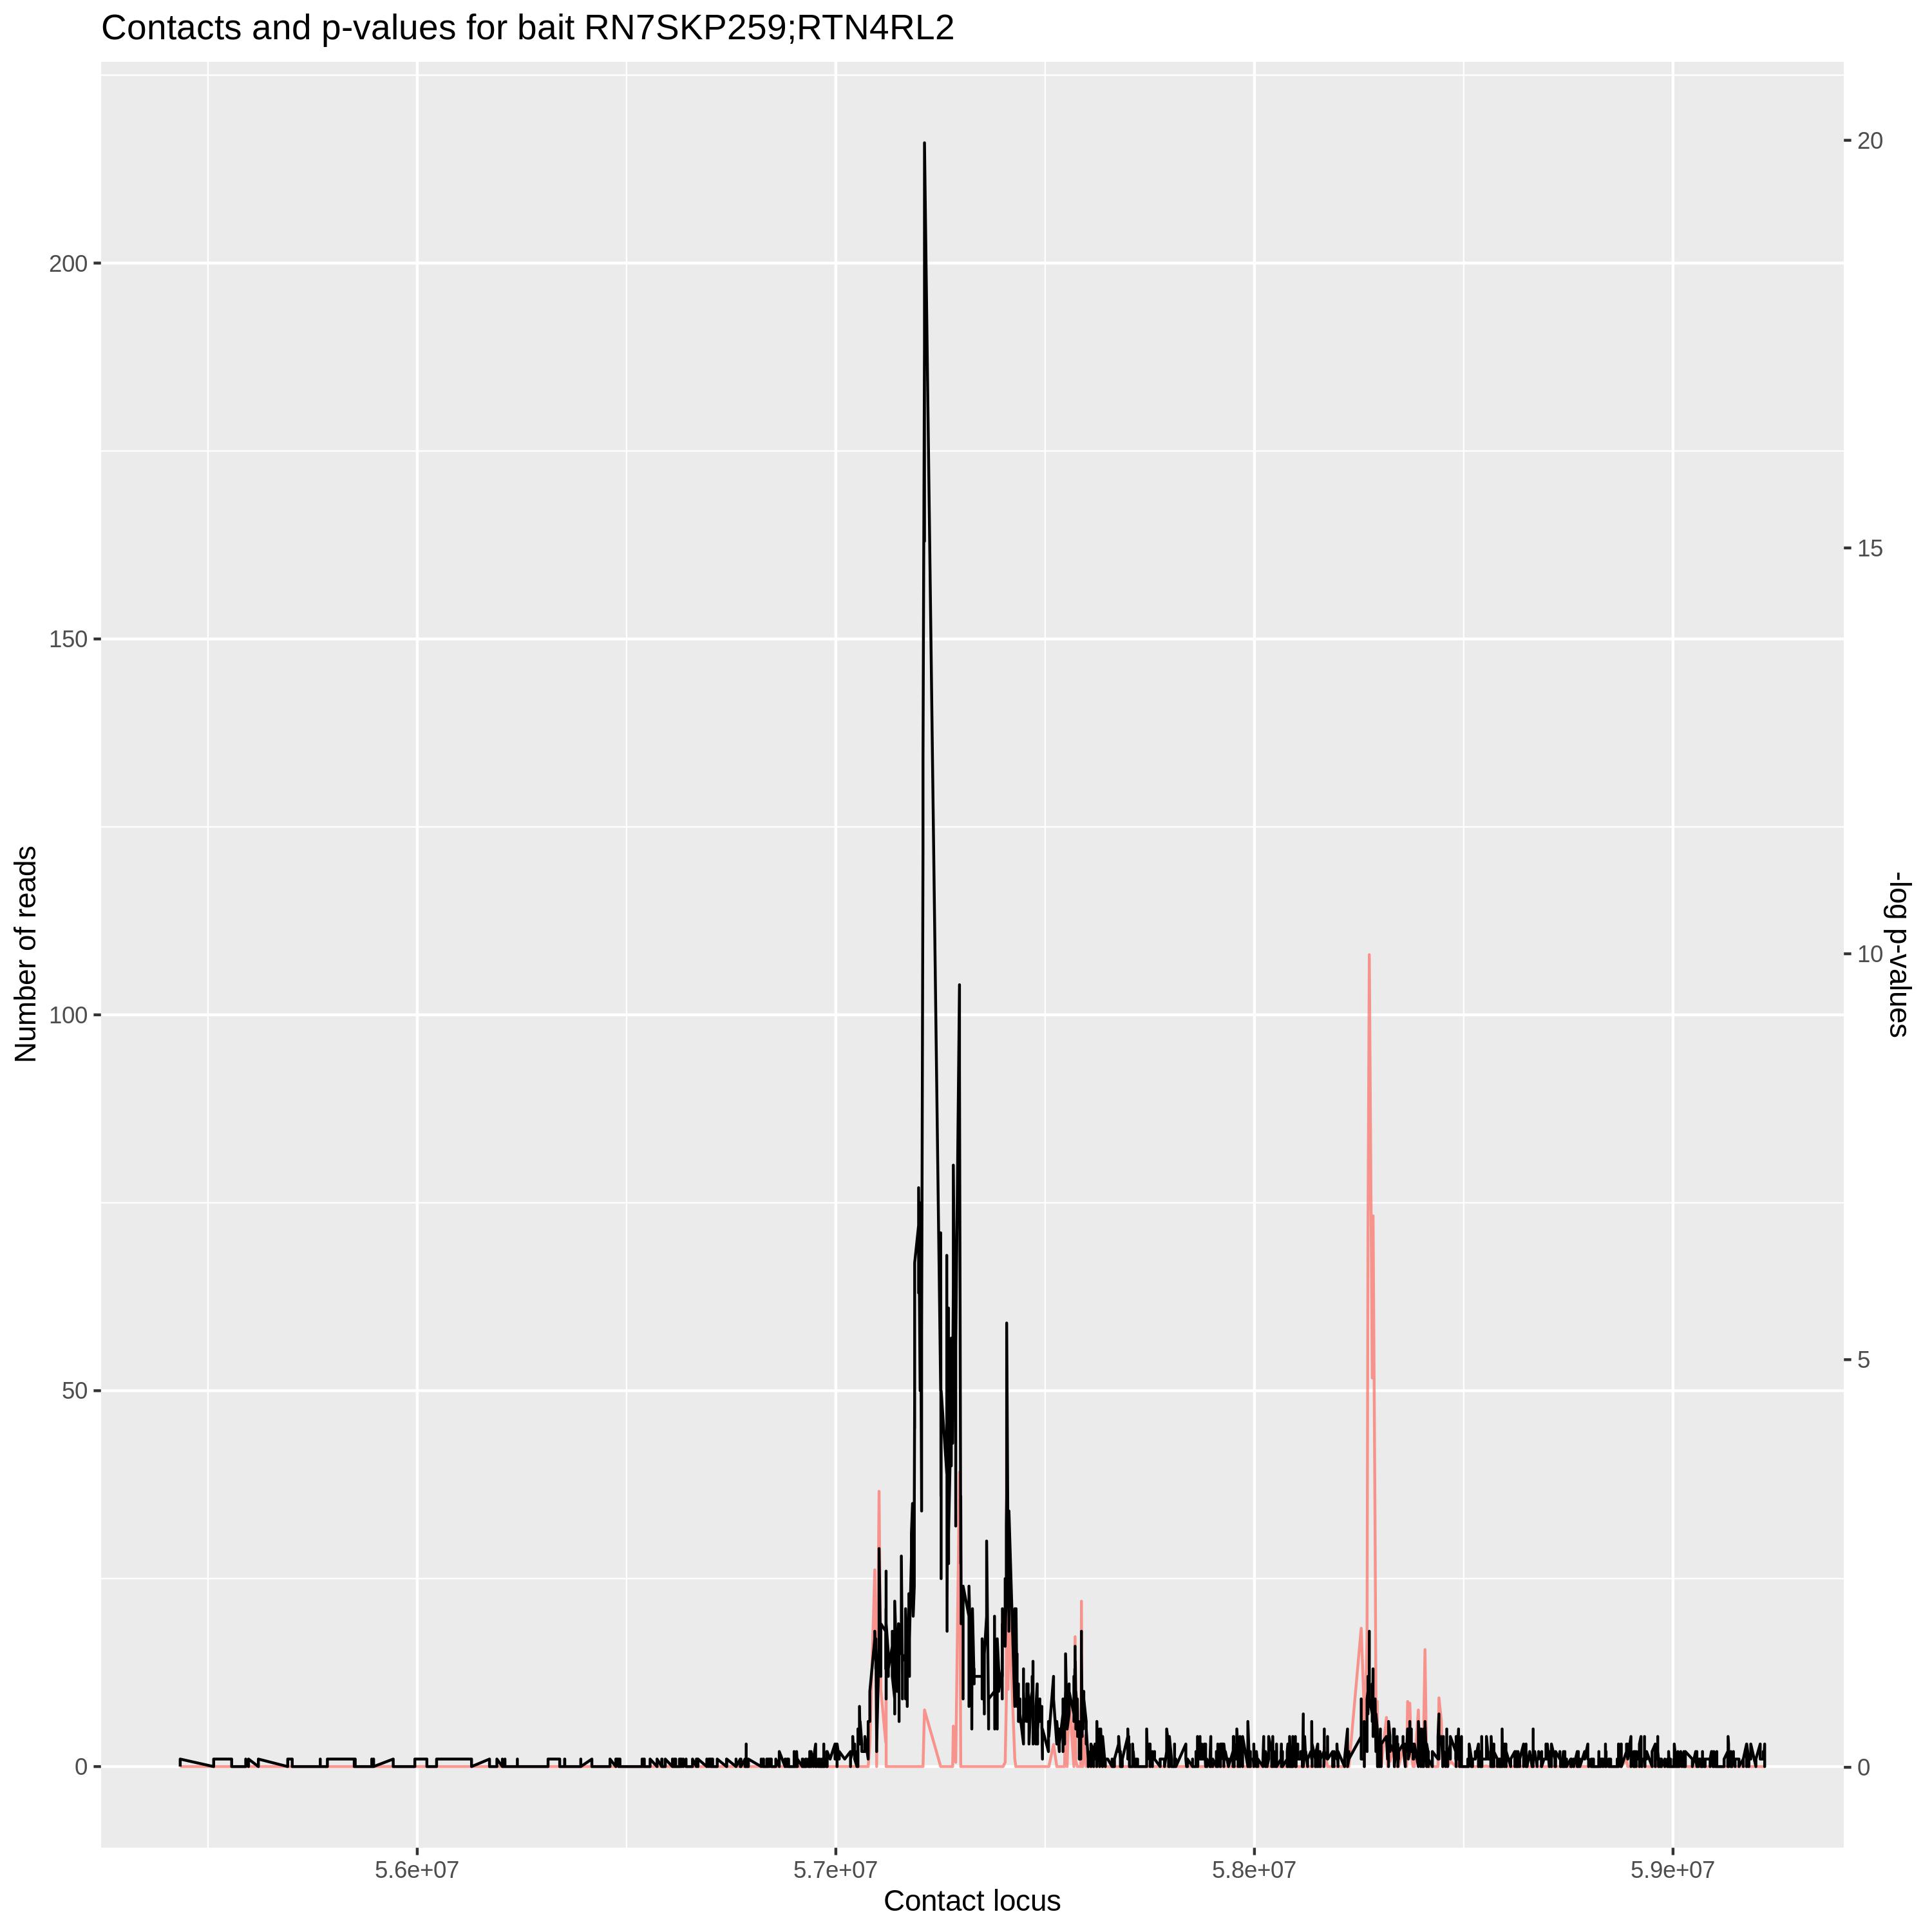 Contacts and p-values for bait RN7SKP259;RTN4RL2
Number of reads
200
150
100
50
0
20
15
10
5
0
-log p-values
5.6e+07
5.7e+07
5.8e+07
5.9e+07
Contact locus